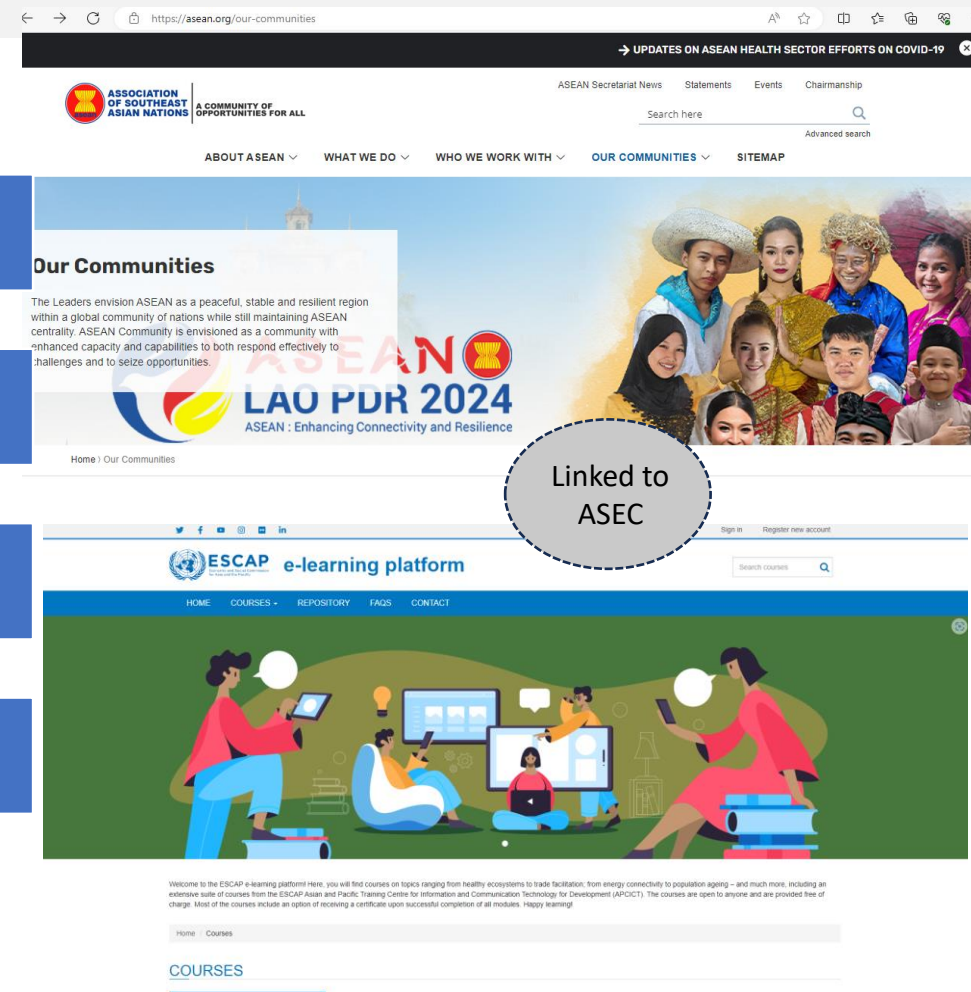 https://asean.org/our-communities
→ UPDATES ON ASEAN HEALTH SECTOR EFFORTS ON COVID-19
ASEAN Secretariat News Statements Events Chairmanship
ASSOCIATION
OF SOUTHEAST
ASIAN NATIONS
A COMMUNITY OF
OPPORTUNITIES FOR ALL
Search here
Advanced search
ABOUT ASEAN WHAT WE DO WHO WE WORK WITH OUR COMMUNITIES SITEMAP
Our Communities
The Leaders envision ASEAN as a peaceful, stable and resilient region
within a global community of nations while still maintaining ASEAN
centrality. ASEAN Community is envisioned as a community with
enhanced capacity and capabilities to both respond effectively to
challenges and to seize opportunities.
ASEAN
LAO PDR 2024
ASEAN : Enhancing Connectivity and Resilience
Home 〉 Our Communities
Linked to
ASEC
Sign in Register new account
ESCAP
e-learning platform
Search courses
HOME COURSES REPOSITORY FAQS CONTACT
Welcome to the ESCAP e-learning platform! Here, you will find courses on topics ranging from healthy ecosystems to trade facilitation; from energy connectivity to population ageing – and much more, including an
extensive suite of courses from the ESCAP Asian and Pacific Training Centre for Information and Communication Technology for Development (APCICT). The courses are open to anyone and are provided free of
charge. Most of the courses include an option of receiving a certificate upon successful completion of all modules. Happy learning!
Home / Courses
COURSES